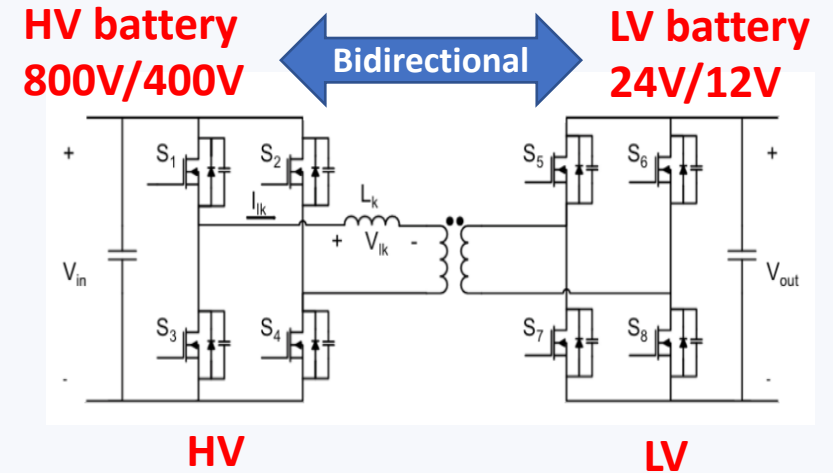 HV battery
800V/400V
Bidirectional
LV battery
24V/12V
+
S1
S2
Ilk
Lk
+ Vlk -
Vin
S3
S4
-
S5
S6
+
Vout
S7
S8
-
HV
LV